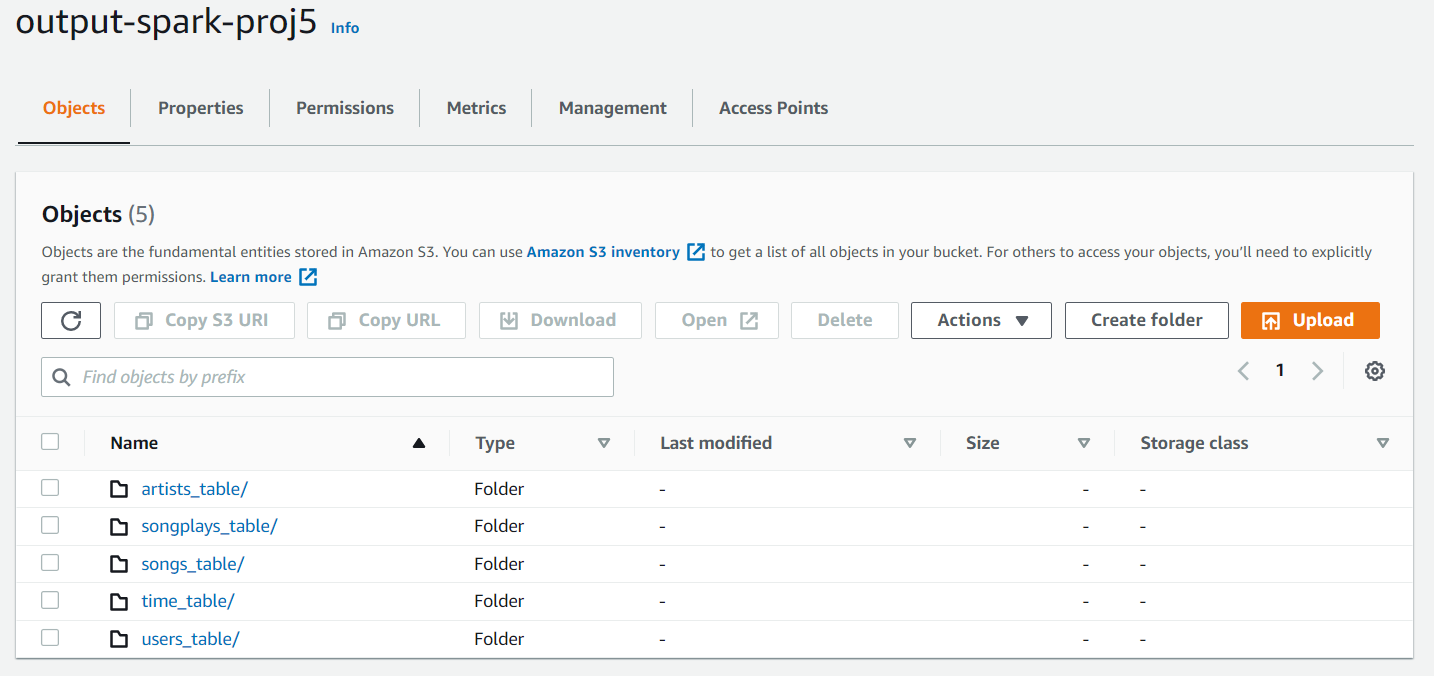 output-spark-proj5 Info
Objects Properties Permissions Metrics Management Access Points
Objects (5)
Objects are the fundamental entities stored in Amazon S3. You can use Amazon S3 inventory to get a list of all objects in your bucket. For others to access your objects, you’ll need to explicitly
grant them permissions. Learn more
Copy S3 URI Copy URL Download Open Delete Actions Create folder Upload
Find objects by prefix 1
Name Type Last modified Size Storage class
artists_table/ Folder - - -
songplays_table/ Folder - - -
songs_table/ Folder - - -
time_table/ Folder - - -
users_table/ Folder - - -